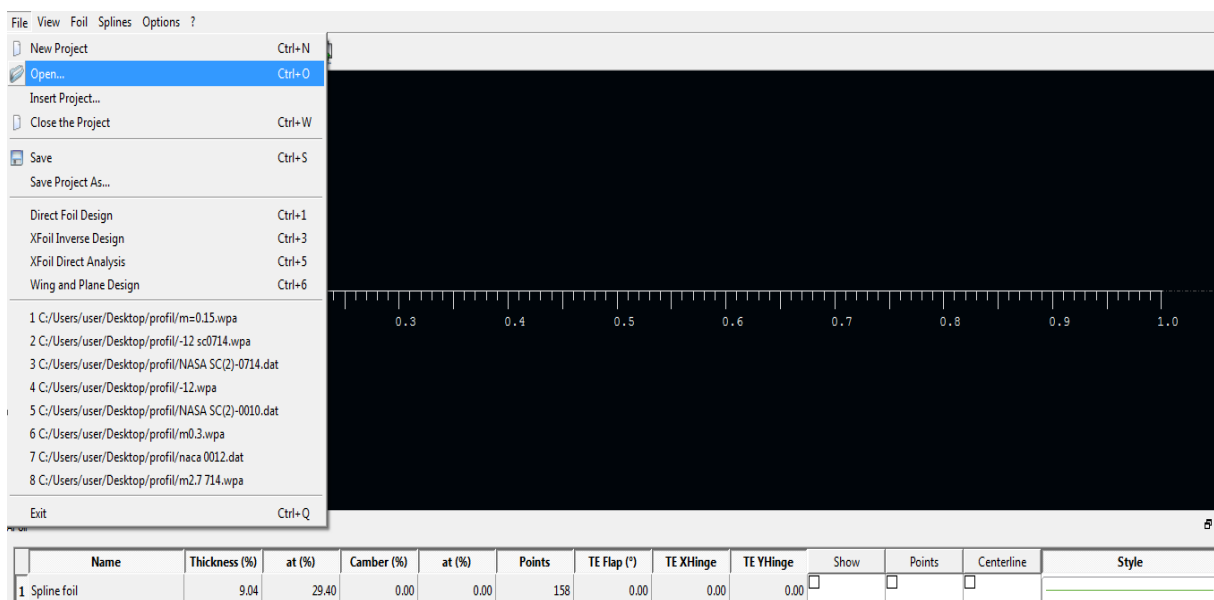 File View Foil Splines Options ?
New Project Ctrl+N
Open... Ctrl+O
Insert Project...
Close the Project Ctrl+W
Save Ctrl+S
Save Project As...
Direct Foil Design Ctrl+1
XFoil Inverse Design Ctrl+3
XFoil Direct Analysis Ctrl+5
Wing and Plane Design Ctrl+6
1 C:/Users/user/Desktop/profil/m=0.15.wpa
2 C:/Users/user/Desktop/profil/-12 sc0714.wpa
3 C:/Users/user/Desktop/profil/NASA SC(2)-0714.dat
4 C:/Users/user/Desktop/profil/-12.wpa
5 C:/Users/user/Desktop/profil/NASA SC(2)-0010.dat
6 C:/Users/user/Desktop/profil/m0.3.wpa
7 C:/Users/user/Desktop/profil/naca 0012.dat
8 C:/Users/user/Desktop/profil/m2.7 714.wpa
Exit Ctrl+Q
0.3 0.4 0.5 0.6 0.7 0.8 0.9 1.0
Name Thickness (%) at (%) Camber (%) at (%) Points TE Flap (°) TE XHinge TE YHinge Show Points Centerline Style
1 Spline foil 9.04 29.40 0.00 0.00 158 0.00 0.00 0.00